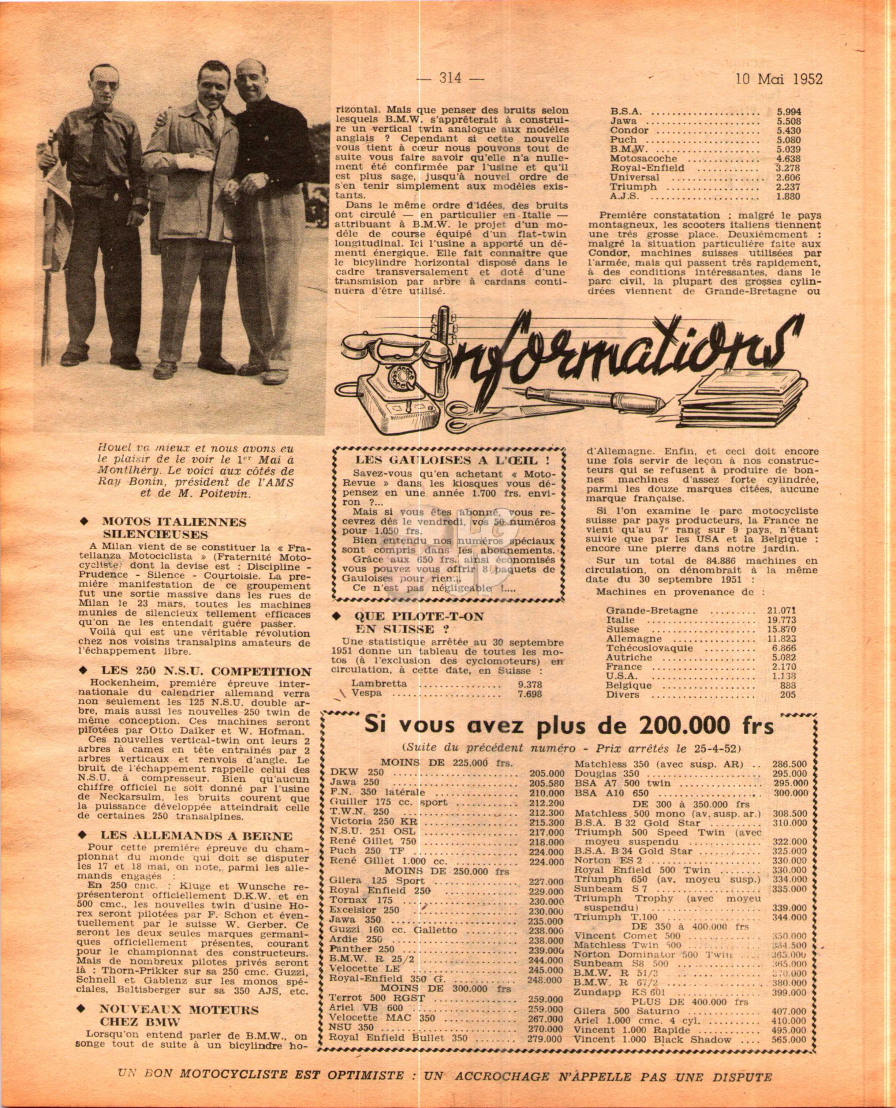 — 314 —
10 Mai 1952
Houel va mieux et nous avons eu
le plaisir de le voir le 1er Mai à
Montlhéry. Le voici aux côtés de
Ray Bonin, président de l'AMS
et de M. Poitevin.
◆ MOTOS ITALIENNES
SILENCIEUSES
A Milan vient de se constituer la « Fra-
tellanza Motociclista » (Fraternité Moto-
cycliste) dont la devise est : Discipline -
Prudence - Silence - Courtoisie. La pre-
mière manifestation de ce groupement
fut une sortie massive dans les rues de
Milan le 23 mars, toutes les machines
munies de silencieux tellement efficaces
qu'on ne les entendait guère passer.
Voilà qui est une véritable révolution
chez nos voisins transalpins amateurs de
l'échappement libre.
◆ LES 250 N.S.U. COMPETITION
Hockenheim, première épreuve inter-
nationale du calendrier allemand verra
non seulement les 125 N.S.U. double ar-
bre, mais aussi les nouvelles 250 twin de
même conception. Ces machines seront
pilotées par Otto Daiker et W. Hofman.
Ces nouvelles vertical-twin ont leurs 2
arbres à cames en tête entraînés par 2
arbres verticaux et renvois d'angle. Le
bruit de l'échappement rappelle celui des
N.S.U. à compresseur. Bien qu'aucun
chiffre officiel ne soit donné par l'usine
de Neckarsulm, les bruits courent que
la puissance développée atteindrait celle
de certaines 250 transalpines.
◆ LES ALLEMANDS A BERNE
Pour cette première épreuve du cham-
pionnat du monde qui doit se disputer
les 17 et 18 mai, on note, parmi les alle-
mands engagés :
En 250 cmc. : Kluge et Wunsche re-
présenteront officiellement D.K.W. et en
500 cmc., les nouvelles twin d'usine Ho-
rex seront pilotées par F. Schon et éven-
tuellement par le suisse W. Gerber. Ce
seront les deux seules marques germani-
ques officiellement présentes, courant
pour le championnat des constructeurs.
Mais de nombreux pilotes privés seront
là : Thorn-Prikker sur sa 250 cmc. Guzzi,
Schnell et Gablenz sur les monos spé-
ciales, Baltisberger sur sa 350 AJS, etc.
◆ NOUVEAUX MOTEURS
CHEZ BMW
Lorsqu'on entend parler de B.M.W., on
songe tout de suite à un bicylindre ho-
rizontal. Mais que penser des bruits selon
lesquels B.M.W. s'apprêterait à construi-
re un vertical twin analogue aux modèles
anglais ? Cependant si cette nouvelle
vous tient à cœur nous pouvons tout de
suite vous faire savoir qu'elle n'a nulle-
ment été confirmée par l'usine et qu'il
est plus sage, jusqu'à nouvel ordre de
s'en tenir simplement aux modèles exis-
tants.
Dans le même ordre d'idées, des bruits
ont circulé — en particulier en Italie —
attribuant à B.M.W. le projet d'un mo-
dèle de course équipé d'un flat-twin
longitudinal. Ici l'usine a apporté un dé-
menti énergique. Elle fait connaître que
le bicylindre horizontal disposé dans le
cadre transversalement et doté d'une
transmission par arbre à cardans conti-
nuera d'être utilisé.
Informations
LES GAULOISES A L'ŒIL !
Savez-vous qu'en achetant « Moto-
Revue » dans les kiosques vous dé-
pensez en une année 1.700 frs. envi-
ron ?...
Mais si vous êtes abonné, vous re-
cevrez dès le vendredi, vos 50 numéros
pour 1.050 frs.
Bien entendu nos numéros spéciaux
sont compris dans les abonnements.
Grâce aux 650 frs. ainsi économisés
vous pouvez vous offrir 8 paquets de
Gauloises pour rien...
Ce n'est pas négligeable !....
◆ QUE PILOTE-T-ON
EN SUISSE ?
Une statistique arrêtée au 30 septembre
1951 donne un tableau de toutes les mo-
tos (à l'exclusion des cyclomoteurs) en
circulation, à cette date, en Suisse :
Lambretta .............. 9.378
Vespa .............. 7.698
B.S.A. .............. 5.994
Jawa .............. 5.508
Condor .............. 5.430
Puch .............. 5.080
B.M.W. .............. 5.039
Motosacoche .............. 4.638
Royal-Enfield .............. 3.278
Universal .............. 2.606
Triumph .............. 2.237
A.J.S. .............. 1.880
Première constatation : malgré le pays
montagneux, les scooters italiens tiennent
une très grosse place. Deuxièmement :
malgré la situation particulière faite aux
Condor, machines suisses utilisées par
l'armée, mais qui passent très rapidement,
à des conditions intéressantes, dans le
parc civil, la plupart des grosses cylin-
drées viennent de Grande-Bretagne ou
d'Allemagne. Enfin, et ceci doit encore
une fois servir de leçon à nos construc-
teurs qui se refusent à produire de bon-
nes machines d'assez forte cylindrée,
parmi les douze marques citées, aucune
marque française.
Si l'on examine le parc motocycliste
suisse par pays producteurs, la France ne
vient qu'au 7e rang sur 9 pays, n'étant
suivie que par les USA et la Belgique :
encore une pierre dans notre jardin.
Sur un total de 84.886 machines en
circulation, on dénombrait à la même
date du 30 septembre 1951 :
Machines en provenance de :
Grande-Bretagne ........ 21.071
Italie .............. 19.773
Suisse .............. 15.870
Allemagne .............. 11.823
Tchécoslovaquie ........ 6.866
Autriche .............. 5.082
France .............. 2.170
U.S.A. .............. 1.138
Belgique .............. 888
Divers .............. 205
Si vous avez plus de 200.000 frs
(Suite du précédent numéro - Prix arrêtés le 25-4-52)
MOINS DE 225.000 frs.
DKW 250 .............. 205.000
Jawa 250 .............. 205.580
F.N. 350 latérale .............. 210.000
Guiller 175 cc. sport .............. 212.200
T.W.N. 250 .............. 212.300
Victoria 250 KR .............. 215.300
N.S.U. 251 OSL .............. 217.000
René Gillet 750 .............. 218.000
Puch 250 TF .............. 224.000
René Gillet 1.000 cc. .............. 224.000
MOINS DE 250.000 frs
Gilera 125 Sport .............. 227.000
Royal Enfield 250 .............. 229.000
Tornax 175 .............. 230.000
Excelsior 250 .............. 230.000
Jawa 350 .............. 235.000
Guzzi 160 cc. Galletto .............. 238.000
Ardie 250 .............. 238.000
Panther 250 .............. 239.000
B.M.W. R 25/2 .............. 244.000
Velocette LE .............. 245.000
Royal-Enfield 350 G. .............. 248.000
MOINS DE 300.000 frs
Terrot 500 RGST .............. 259.000
Ariel VB 600 .............. 259.000
Velocette MAC 350 .............. 267.000
NSU 350 .............. 270.000
Royal Enfield Bullet 350 .............. 279.000
Matchless 350 (avec susp. AR) .. 286.500
Douglas 350 .............. 295.000
BSA A7 500 twin .............. 295.000
BSA A10 650 .............. 300.000
DE 300 à 350.000 frs
Matchless 500 mono (av. susp. ar.) 308.500
B.S.A. B 32 Gold Star .............. 310.000
Triumph 500 Speed Twin (avec
moyeu suspendu .............. 322.000
B.S.A. B 34 Gold Star .............. 325.000
Norton ES 2 .............. 330.000
Royal Enfield 500 Twin .............. 330.000
Triumph 650 (av. moyeu susp.) 334.000
Sunbeam S 7 .............. 335.000
Triumph Trophy (avec moyeu
suspendu) .............. 339.000
Triumph T.100 .............. 344.000
DE 350 à 400.000 frs
Vincent Comet 500 .............. 350.000
Matchless Twin 500 ..............
Norton Dominator 500 Twin .... 365.000
Sunbeam S8 500 .............. 365.000
B.M.W. R 51/3 ..............
B.M.W. R 67/2 .............. 380.000
Zundapp KS 601 .............. 399.000
PLUS DE 400.000 frs
Gilera 500 Saturno .............. 407.000
Ariel 1.000 cmc. 4 cyl. .............. 410.000
Vincent 1.000 Rapide .............. 495.000
Vincent 1.000 Black Shadow .... 565.000
UN BON MOTOCYCLISTE EST OPTIMISTE : UN ACCROCHAGE N'APPELLE PAS UNE DISPUTE